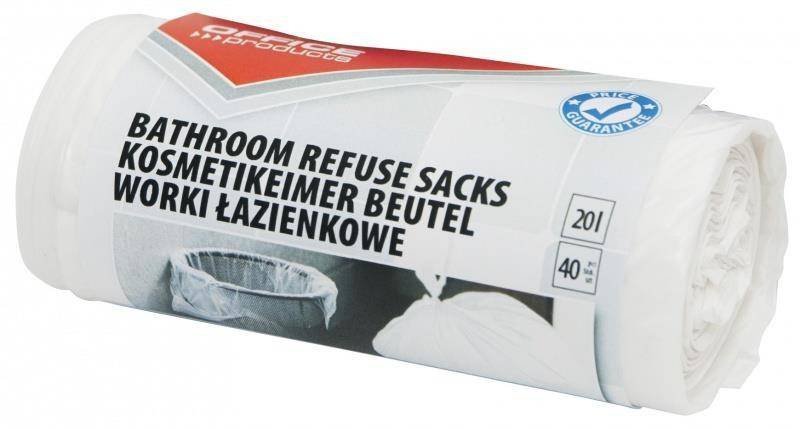 OFFICE
products
PRICE
GUARANTEE
BATHROOM REFUSE SACKS
KOSMETIKEIMER BEUTEL
WORKI ŁAZIENKOWE
20l
40